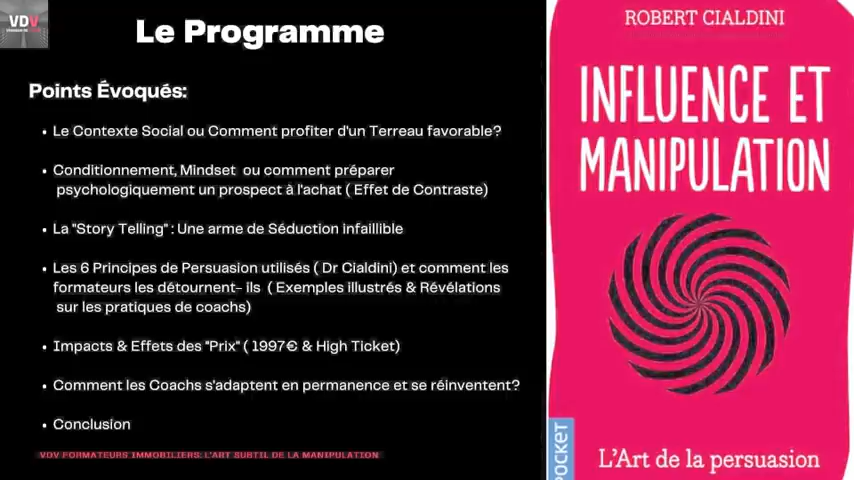 VDV
Le Programme
Points Évoqués:
• Le Contexte Social ou Comment profiter d'un Terreau favorable?
• Conditionnement, Mindset ou comment préparer
psychologiquement un prospect à l'achat ( Effet de Contraste)
• La "Story Telling" : Une arme de Séduction infaillible
• Les 6 Principes de Persuasion utilisés ( Dr Cialdini) et comment les
formateurs les détournent- ils ( Exemples illustrés & Révélations
sur les pratiques de coachs)
• Impacts & Effets des "Prix" ( 1997€ & High Ticket)
• Comment les Coachs s'adaptent en permanence et se réinventent?
• Conclusion
VDV FORMATEURS IMMOBILIERS: L'ART SUBTIL DE LA MANIPULATION
ROBERT CIALDINI
INFLUENCE ET
MANIPULATION
POCKET
L'Art de la persuasion